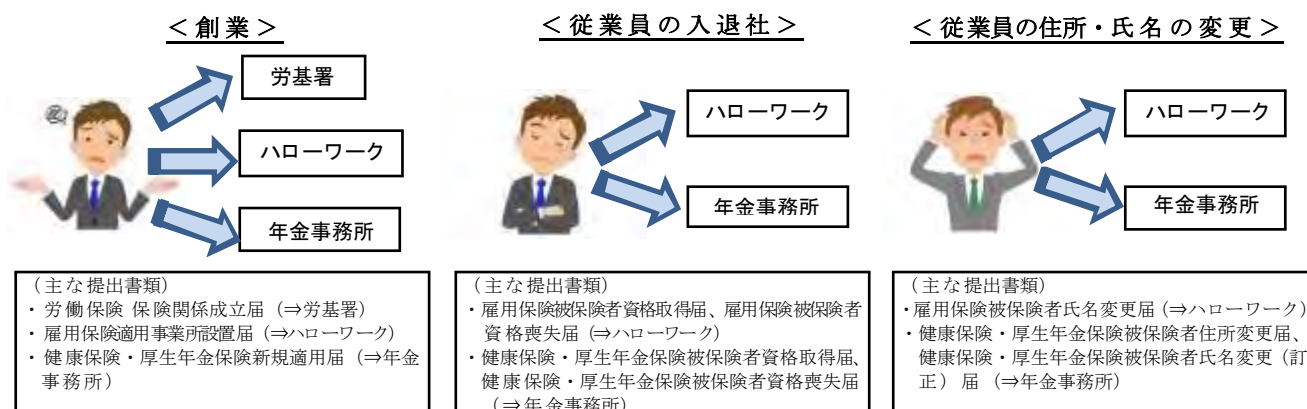 ＜創業＞
労基署
ハローワーク
年金事務所
（主な提出書類）
・労働保険 保険関係成立届（⇒労基署）
・雇用保険適用事業所設置届（⇒ハローワーク）
・健康保険・厚生年金保険新規適用届（⇒年金
事務所）
＜従業員の入退社＞
ハローワーク
年金事務所
（主な提出書類）
・雇用保険被保険者資格取得届、雇用保険被保険者
資格喪失届（⇒ハローワーク）
・健康保険・厚生年金保険被保険者資格取得届、
健康保険・厚生年金保険被保険者資格喪失届
（⇒年金事務所）
＜従業員の住所・氏名の変更＞
ハローワーク
年金事務所
（主な提出書類）
・雇用保険被保険者氏名変更届（⇒ハローワーク）
・健康保険・厚生年金保険被保険者住所変更届、
健康保険・厚生年金保険被保険者氏名変更（訂
正）届（⇒年金事務所）